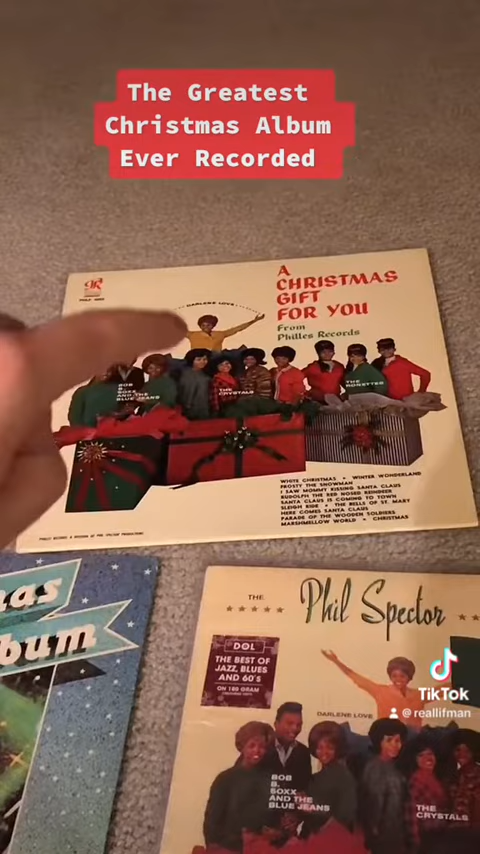 The Greatest
Christmas Album
Ever Recorded
A
CHRISTMAS
GIFT
FOR YOU
From
Philles Records
DARLENE LOVE
BOB
B.
SOXX
AND THE
BLUE JEANS
THE
CRYSTALS
THE
RONETTES
WHITE CHRISTMAS • WINTER WONDERLAND
FROSTY THE SNOWMAN
I SAW MOMMY KISSING SANTA CLAUS
RUDOLPH THE RED NOSED REINDEER
SANTA CLAUS IS COMING TO TOWN
SLEIGH RIDE • THE BELLS OF ST. MARY
HERE COMES SANTA CLAUS
PARADE OF THE WOODEN SOLDIERS
MARSHMELLOW WORLD • CHRISTMAS
as
bum
THE
Phil Spector
DOL
THE BEST OF
JAZZ, BLUES
AND 60'S
ON 180 GRAM
DARLENE LOVE
BOB
B.
SOXX
AND THE
BLUE JEANS
THE
CRYSTALS
TikTok
@ reallifman